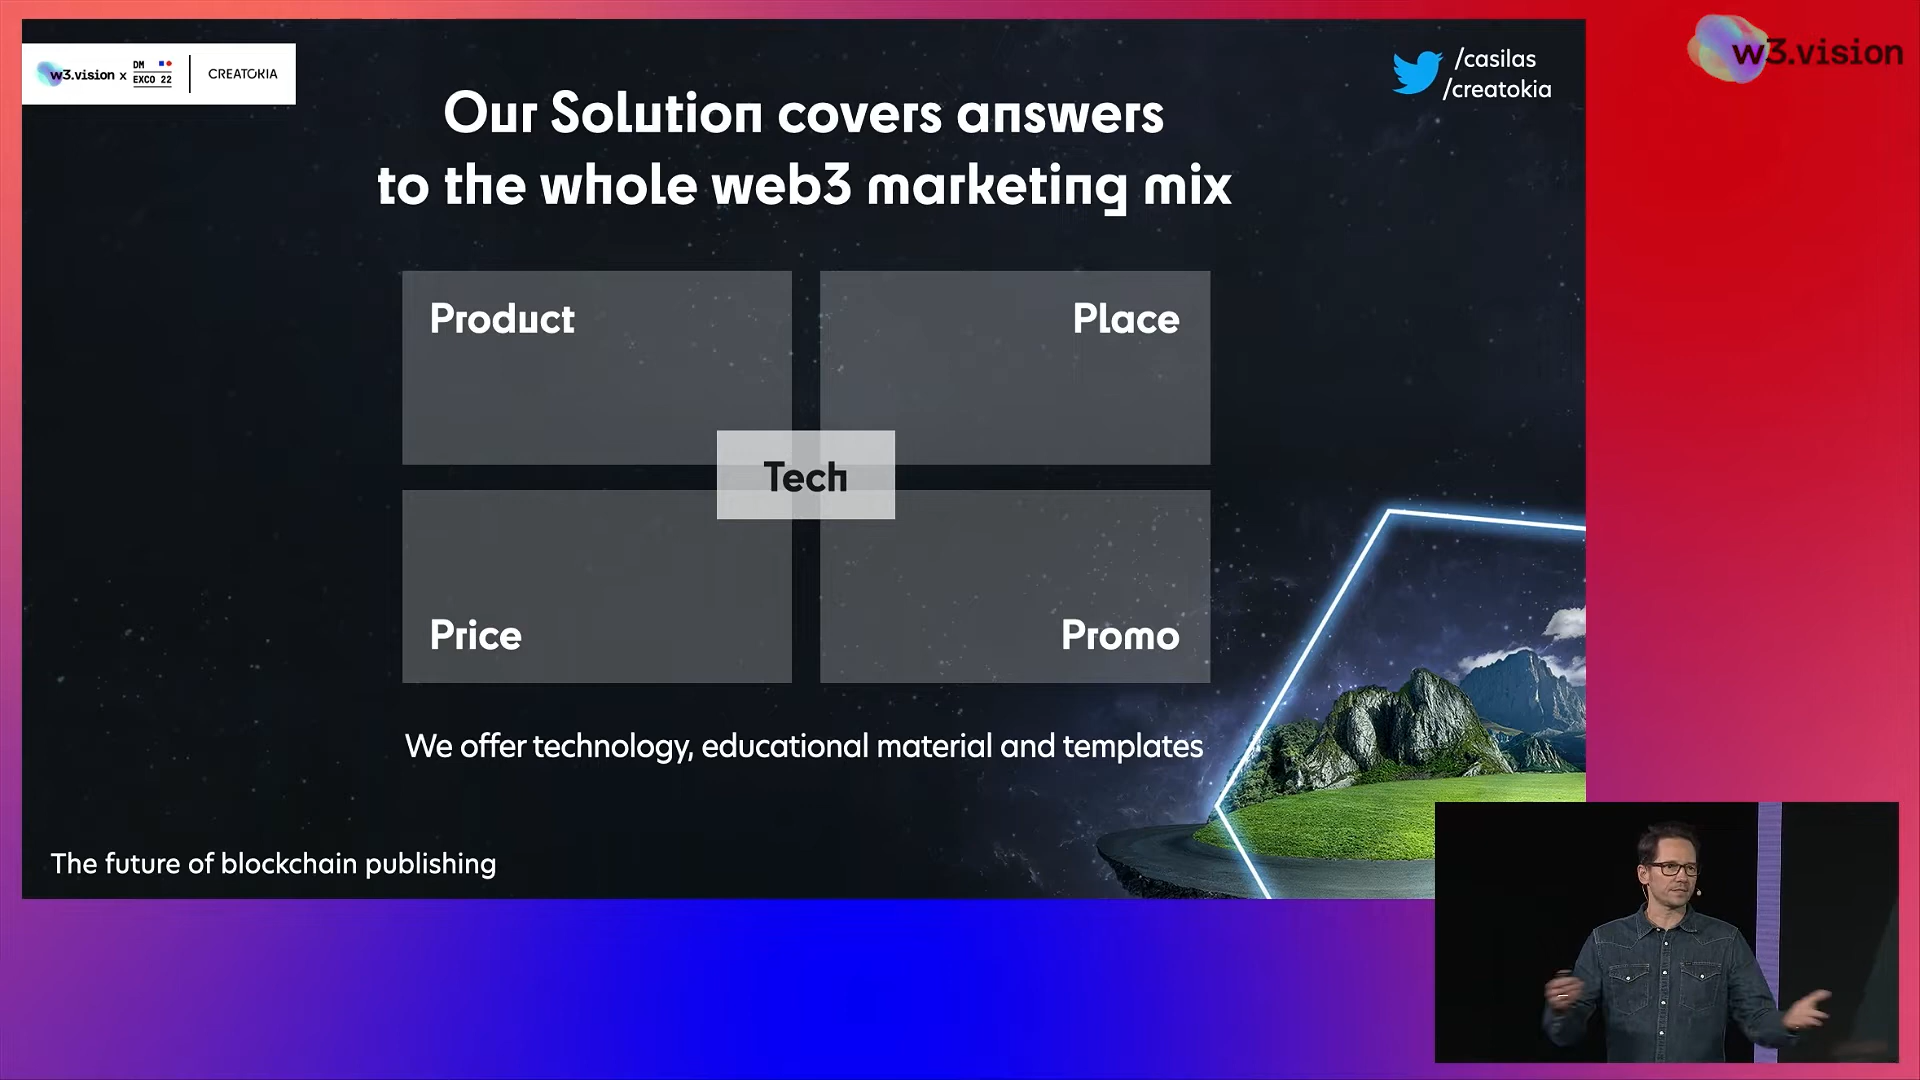 w3.vision x
DM
EXCO 22
CREATOKIA
/casilas
/creatokia
w3.vision
Our Solution covers answers
to the whole web3 marketing mix
Product
Place
Tech
Price
Promo
We offer technology, educational material and templates
The future of blockchain publishing